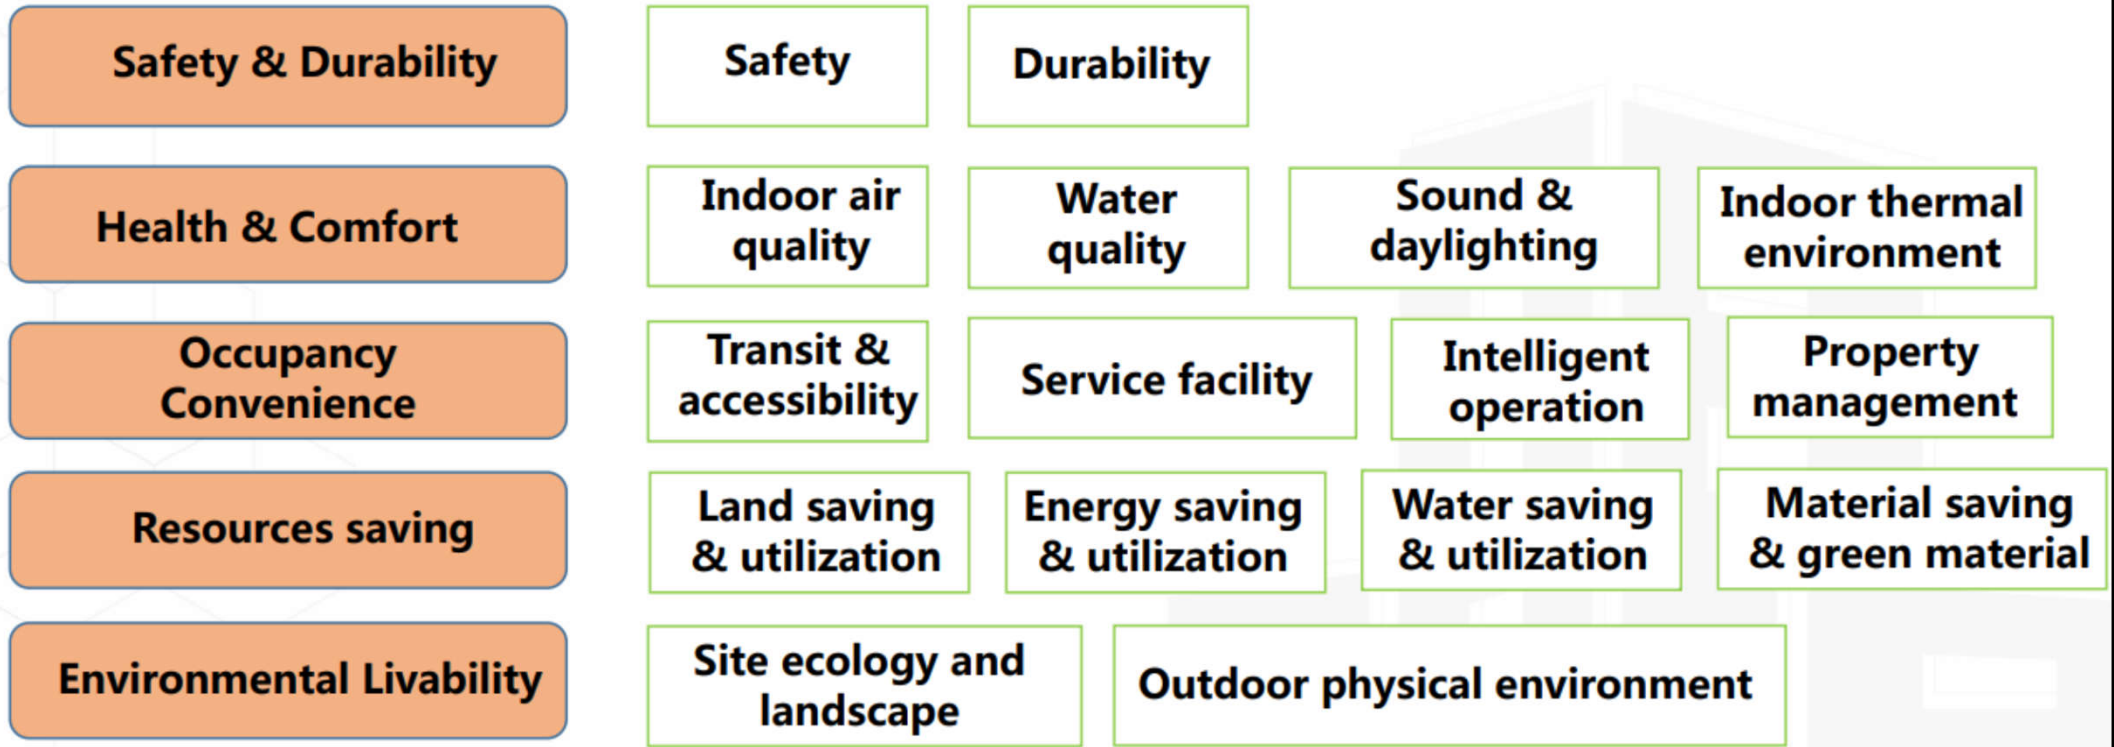 Safety & Durability
Safety
Durability
Health & Comfort
Indoor air
quality
Water
quality
Sound &
daylighting
Indoor thermal
environment
Occupancy
Convenience
Transit &
accessibility
Service facility
Intelligent
operation
Property
management
Resources saving
Land saving
& utilization
Energy saving
& utilization
Water saving
& utilization
Material saving
& green material
Environmental Livability
Site ecology and
landscape
Outdoor physical environment